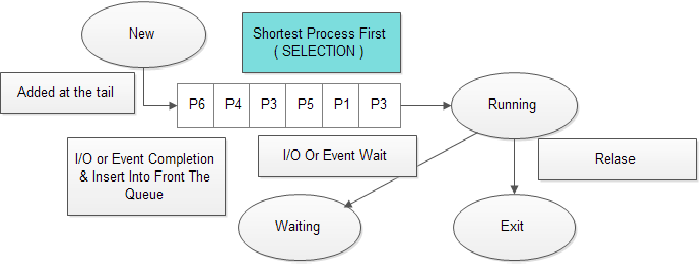 New
Shortest Process First
( SELECTION )
Added at the tail
P6 P4 P3 P5 P1 P3
Running
I/O or Event Completion
& Insert Into Front The
Queue
I/O Or Event Wait
Relase
Waiting
Exit